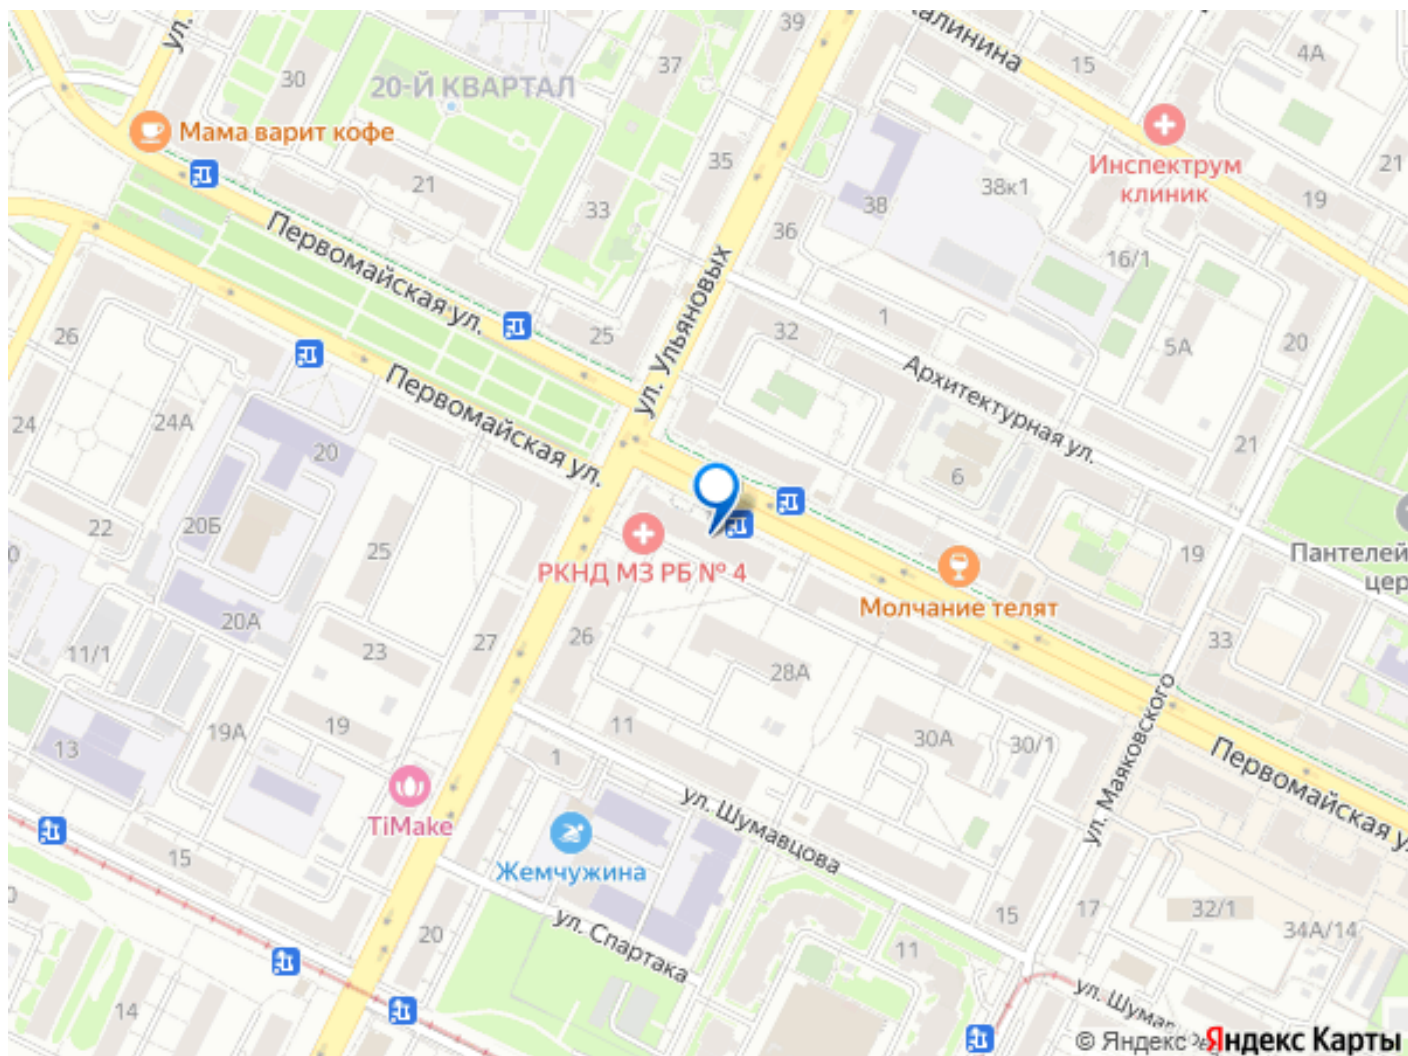 39
Калинина
ул.
37
15
4А
30
20-Й КВАРТАЛ
Мама варит кофе
35
Инспектрум
клиник
21
21
38к1
38
19
33
36
Первомайская ул.
ул. Ульяновых
16/1
25
32
1
26
5А
20
Первомайская ул.
Архитектурная ул.
24
24А
20
21
6
22
20Б
25
19
РКНД МЗ РБ № 4
Молчание телят
Пантелей
цер
20А
11/1
23
27
26
28А
33
19А
19
11
30А
30/1
ул. Маяковского
13
1
Первомайская ул.
TiMake
ул. Шумавцова
15
Жемчужина
20
ул. Спартака
15
17
32/1
34А/14
11
14
ул. Шумав
© Яндекс
Яндекс Карты